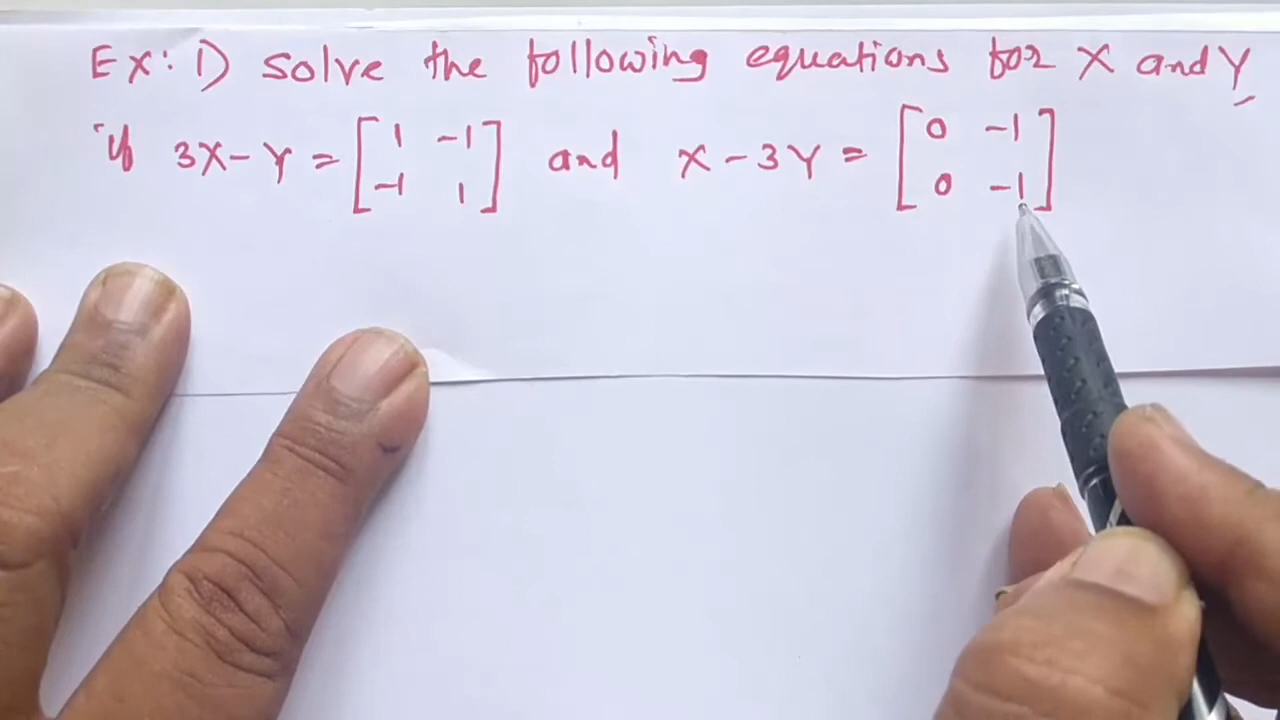 Ex: 1) solve the following equations for X and Y
if 3X - Y = [1 -1 -1 1] and X - 3Y = [0 -1 0 -1]